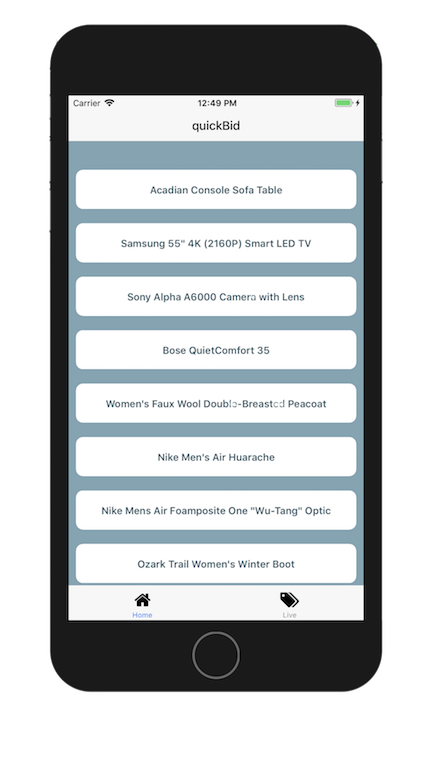 Carrier 12:49 PM
quickBid
Acadian Console Sofa Table
Samsung 55" 4K (2160P) Smart LED TV
Sony Alpha A6000 Camera with Lens
Bose QuietComfort 35
Women's Faux Wool Double-Breasted Peacoat
Nike Men's Air Huarache
Nike Mens Air Foamposite One "Wu-Tang" Optic
Ozark Trail Women's Winter Boot
Home Live